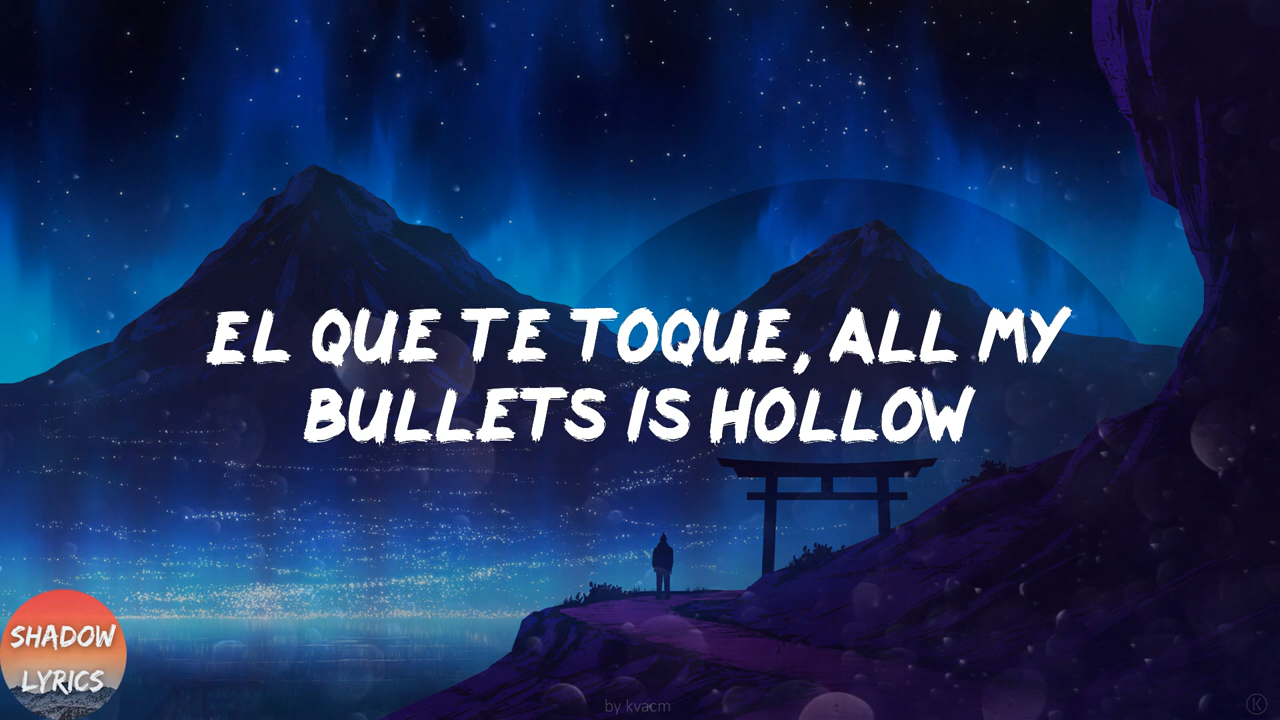 EL QUE TE TOQUE, ALL MY
BULLETS IS HOLLOW
SHADOW
LYRICS
by kvacm
K